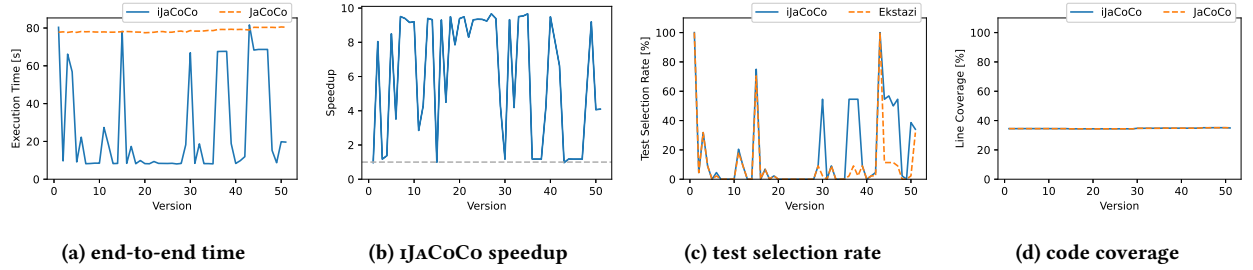 iJaCoCo JaCoCo
80
60
40
20
0
Execution Time [s]
0 10 20 30 40 50
Version
(a) end-to-end time
10
8
6
4
2
0
Speedup
0 10 20 30 40 50
Version
(b) iJaCoCo speedup
iJaCoCo Ekstazi
100
80
60
40
20
0
Test Selection Rate [%]
0 10 20 30 40 50
Version
(c) test selection rate
iJaCoCo JaCoCo
100
80
60
40
20
0
Line Coverage [%]
0 10 20 30 40 50
Version
(d) code coverage